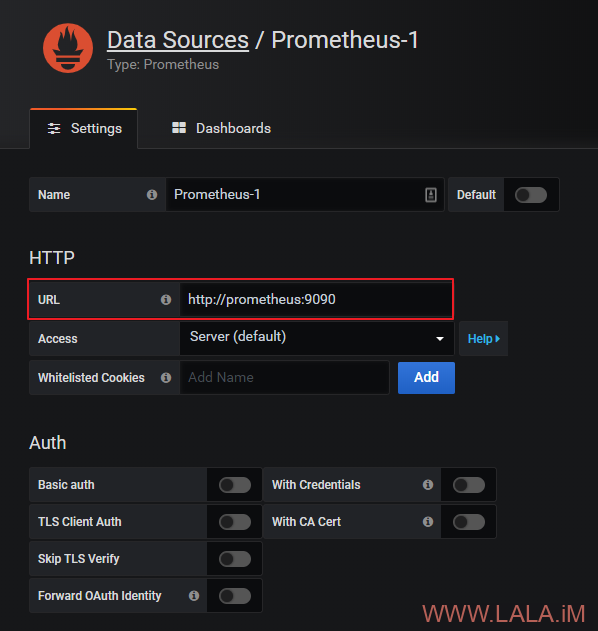 Data Sources / Prometheus-1
Type: Prometheus
Settings
Dashboards
Name
Prometheus-1
Default
HTTP
URL
http://prometheus:9090
Access
Server (default)
Help
Whitelisted Cookies
Add Name
Add
Auth
Basic auth
With Credentials
TLS Client Auth
With CA Cert
Skip TLS Verify
Forward OAuth Identity
WWW.LALA.iM